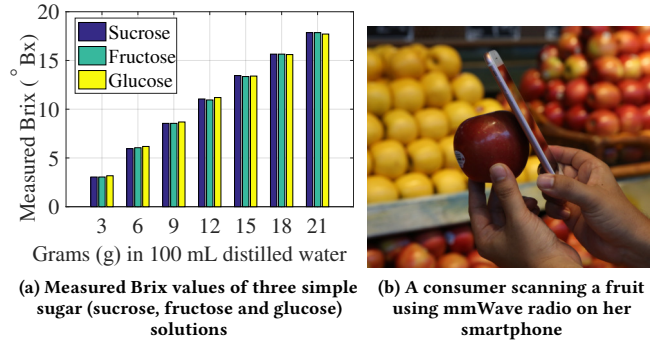 Measured Brix (° Bx)
20
15
10
5
0
Sucrose
Fructose
Glucose
3 6 9 12 15 18 21
Grams (g) in 100 mL distilled water
(a) Measured Brix values of three simple
sugar (sucrose, fructose and glucose)
solutions
(b) A consumer scanning a fruit
using mmWave radio on her
smartphone